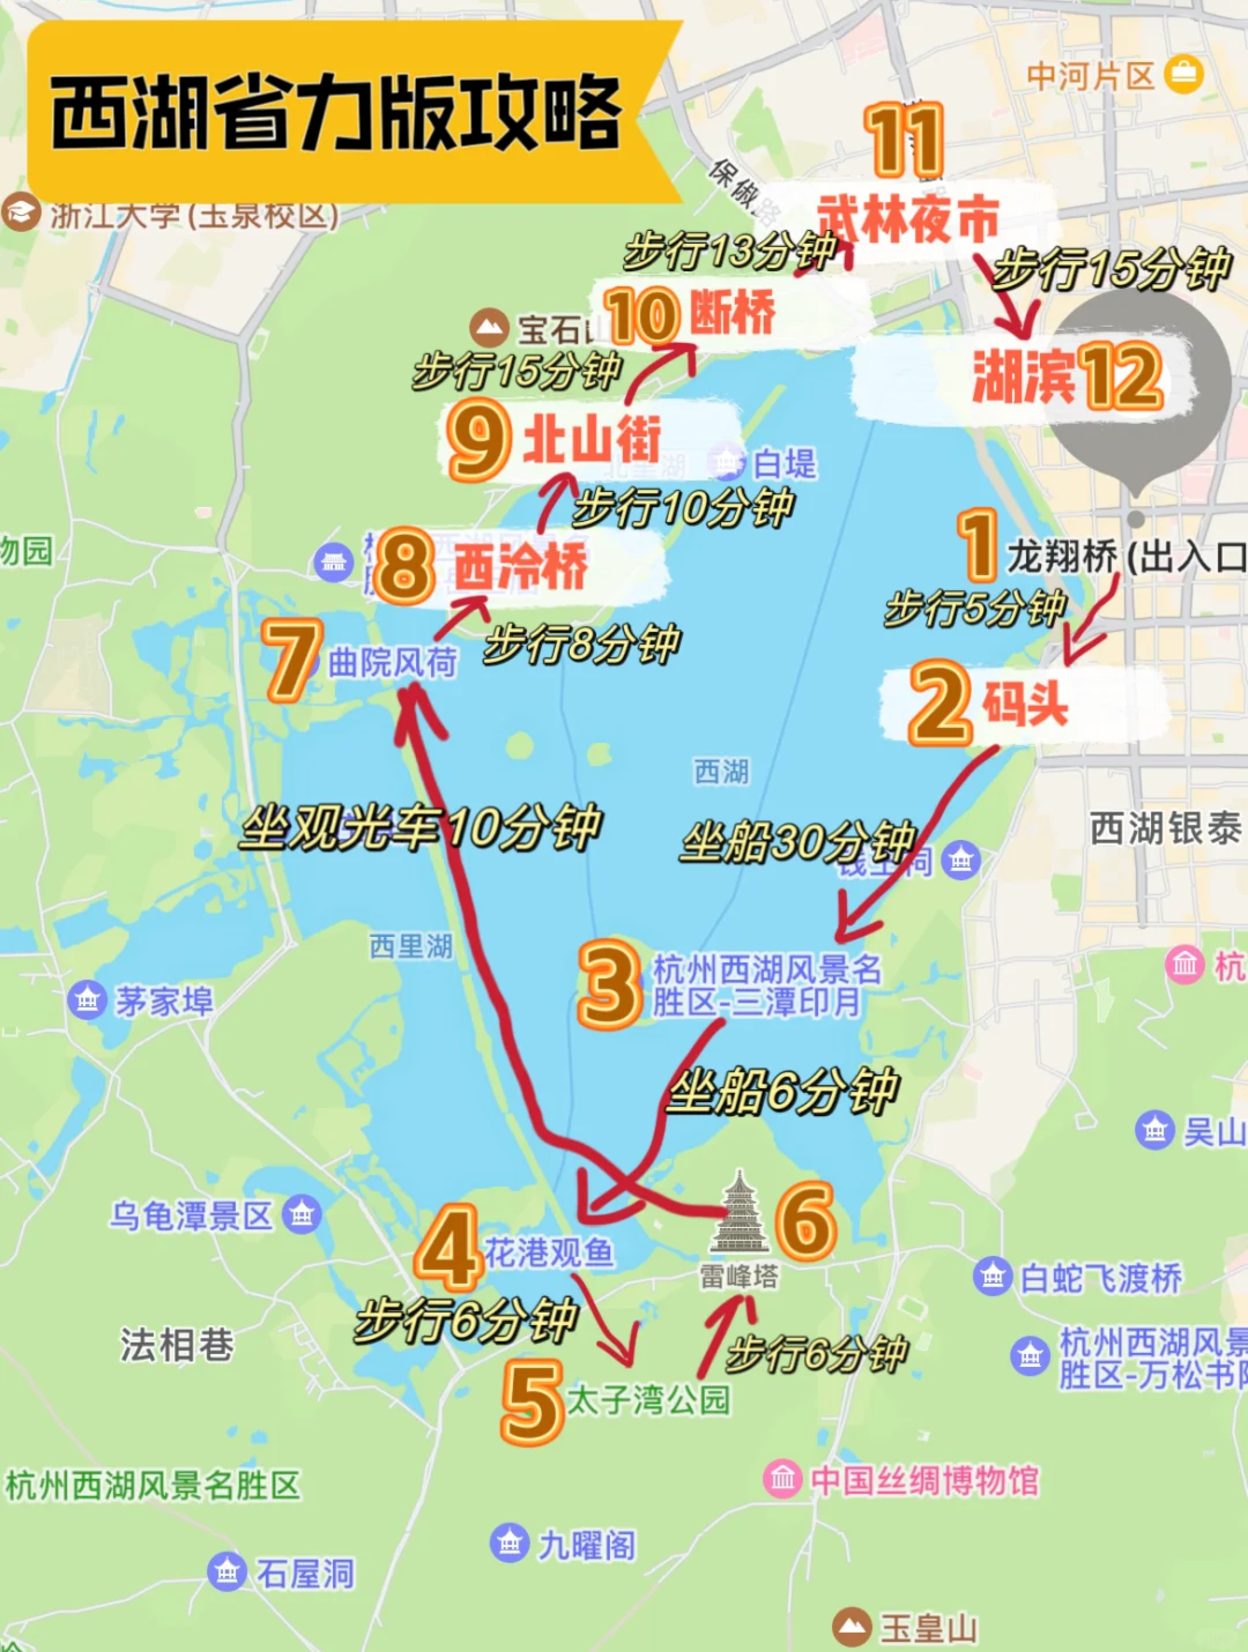 西湖省力版攻略
中河片区
11
保俶路
浙江大学(玉泉校区)
武林夜市
步行13分钟
步行15分钟
10 断桥
宝石山
步行15分钟
湖滨12
9 北山街
白堤
步行10分钟
1 龙翔桥(出入口
物园
8 西泠桥
步行5分钟
7 曲院风荷
步行8分钟
2 码头
西湖
坐观光车10分钟
坐船30分钟
西湖银泰
钱王祠
西里湖
3 杭州西湖风景名
胜区-三潭印月
杭
茅家埠
坐船6分钟
吴山
乌龟潭景区
4 花港观鱼
6
雷峰塔
白蛇飞渡桥
步行6分钟
法相巷
步行6分钟
杭州西湖风景
胜区-万松书院
5 太子湾公园
杭州西湖风景名胜区
中国丝绸博物馆
九曜阁
石屋洞
玉皇山